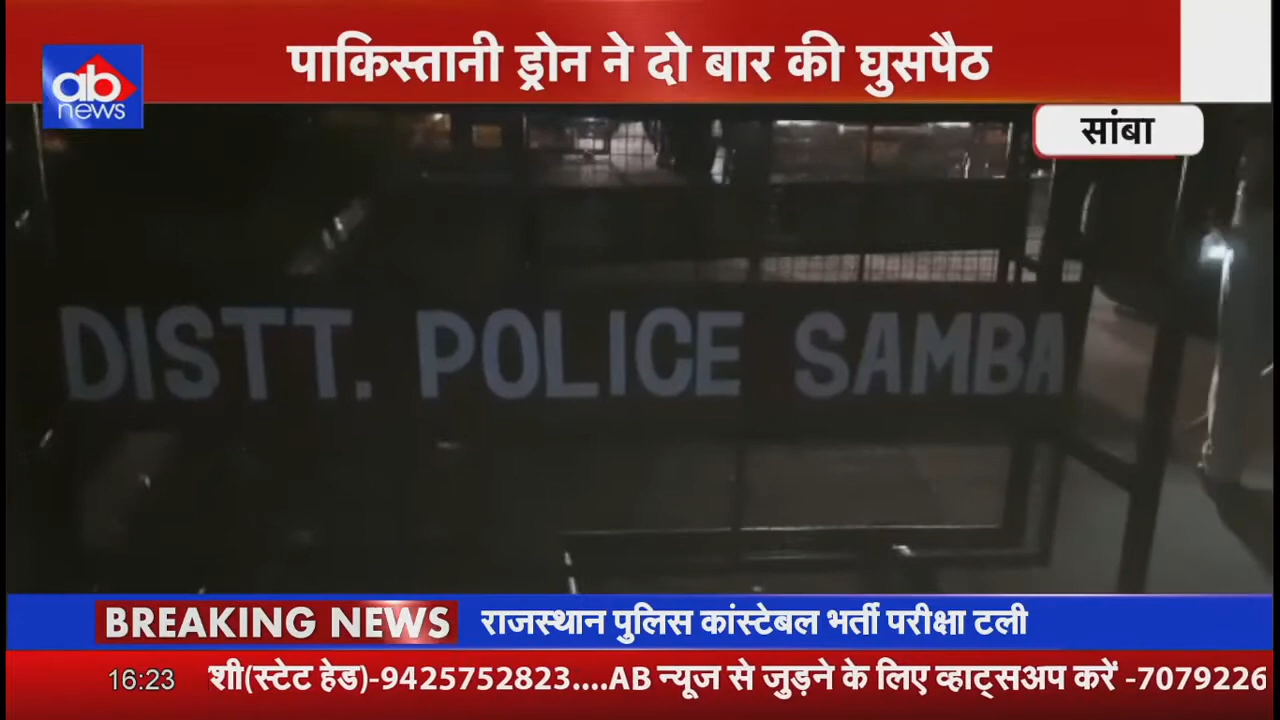 पाकिस्तानी ड्रोन ने दो बार की घुसपैठ
ab
news
सांबा
DISTT. POLICE SAMBA
BREAKING NEWS राजस्थान पुलिस कांस्टेबल भर्ती परीक्षा टली
16:23 शी(स्टेट हेड)-9425752823....AB न्यूज से जुड़ने के लिए व्हाट्सअप करें -7079226